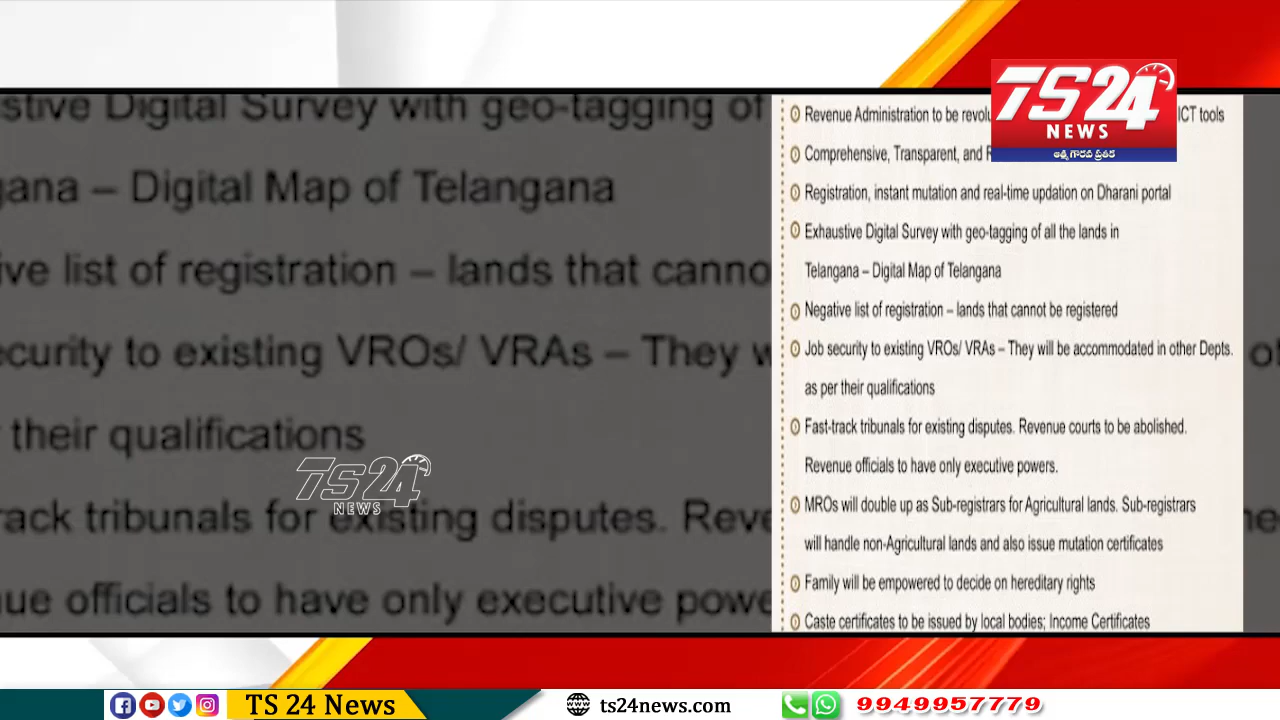 TS24
NEWS
ఆత్మ గౌరవ ప్రతీక
stive Digital Survey with geo-tagging of
gana – Digital Map of Telangana
ive list of registration – lands that canno
ecurity to existing VROs/ VRAs – They w
their qualifications
rack tribunals for existing disputes. Reve
nue officials to have only executive powe
TS24
NEWS
Revenue Administration to be revolu ICT tools
Comprehensive, Transparent, and
Registration, instant mutation and real-time updation on Dharani portal
Exhaustive Digital Survey with geo-tagging of all the lands in
Telangana – Digital Map of Telangana
Negative list of registration – lands that cannot be registered
Job security to existing VROs/ VRAs – They will be accommodated in other Depts.
as per their qualifications
Fast-track tribunals for existing disputes. Revenue courts to be abolished.
Revenue officials to have only executive powers.
MROs will double up as Sub-registrars for Agricultural lands. Sub-registrars
will handle non-Agricultural lands and also issue mutation certificates
Family will be empowered to decide on hereditary rights
Caste certificates to be issued by local bodies; Income Certificates
TS 24 News
ts24news.com
9949957779